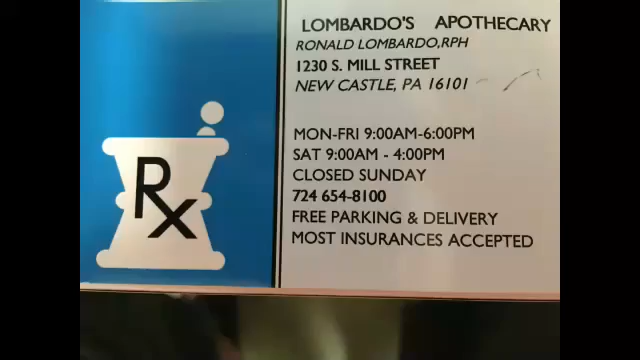 LOMBARDO'S APOTHECARY
RONALD LOMBARDO,RPH
1230 S. MILL STREET
NEW CASTLE, PA 16101
MON-FRI 9:00AM-6:00PM
SAT 9:00AM - 4:00PM
CLOSED SUNDAY
724 654-8100
FREE PARKING & DELIVERY
MOST INSURANCES ACCEPTED
Rx